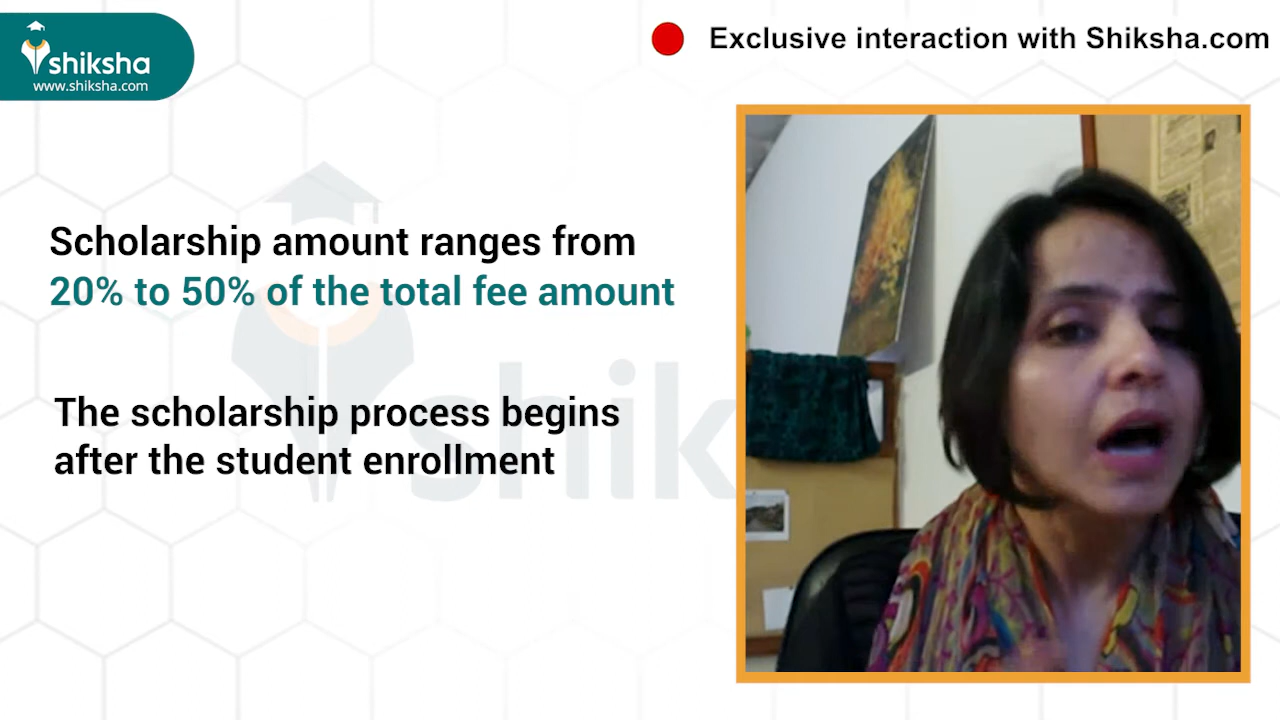 shiksha
www.shiksha.com
Exclusive interaction with Shiksha.com
Scholarship amount ranges from
20% to 50% of the total fee amount
The scholarship process begins
after the student enrollment
shik